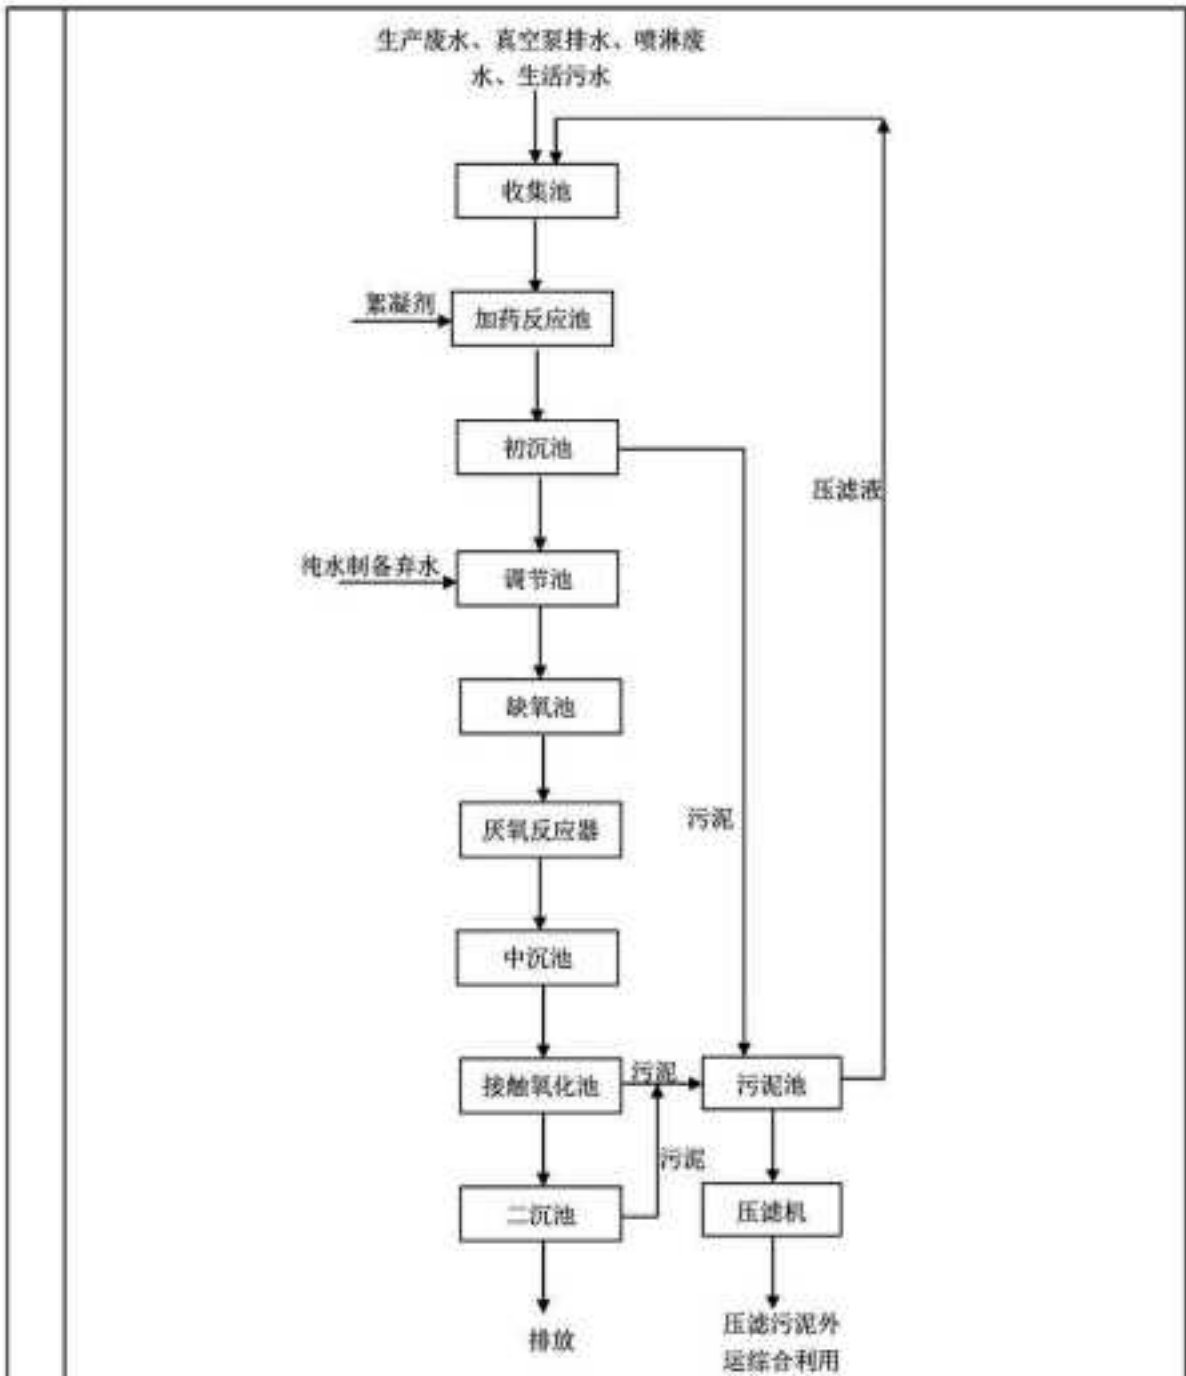 生产废水、真空泵排水、喷淋废
水、生活污水
收集池
絮凝剂
加药反应池
初沉池
压滤液
纯水制备弃水
调节池
缺氧池
厌氧反应器
污泥
中沉池
接触氧化池
污泥
污泥池
污泥
二沉池
压滤机
排放
压滤污泥外
运综合利用